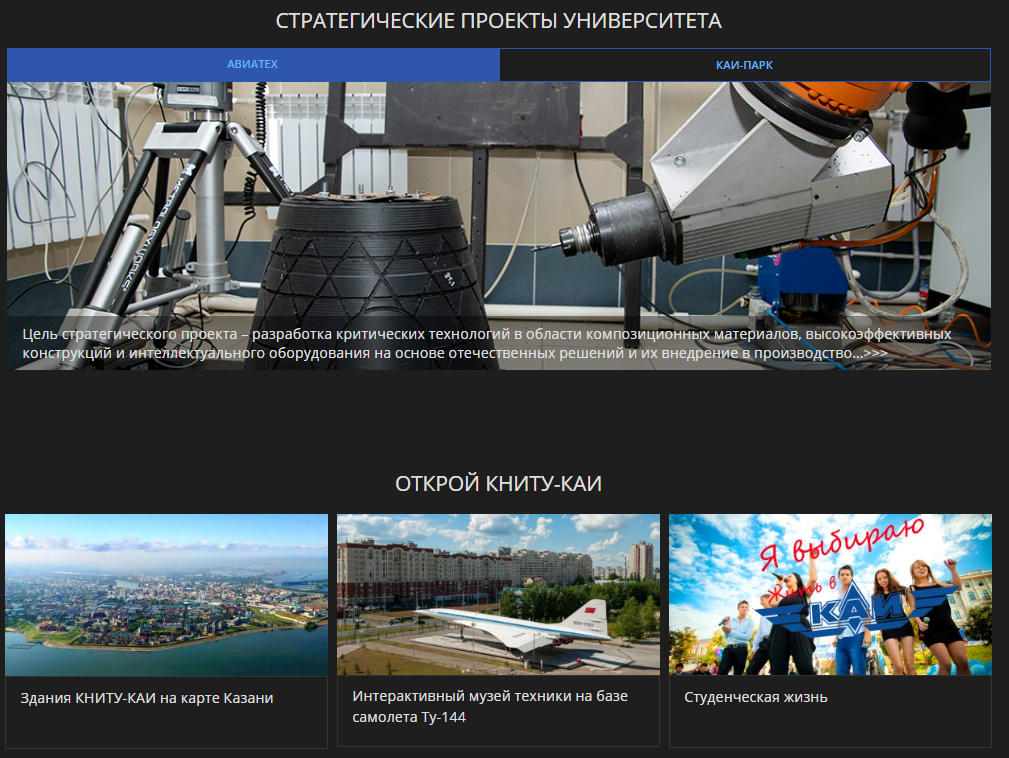 СТРАТЕГИЧЕСКИЕ ПРОЕКТЫ УНИВЕРСИТЕТА
АВИАТЕХ
КАИ-ПАРК
Цель стратегического проекта – разработка критических технологий в области композиционных материалов, высокоэффективных
конструкций и интеллектуального оборудования на основе отечественных решений и их внедрение в производство...>>>
ОТКРОЙ КНИТУ-КАИ
Я выбираю
жить в
КАИ
Здания КНИТУ-КАИ на карте Казани
Интерактивный музей техники на базе
самолета Ту-144
Студенческая жизнь